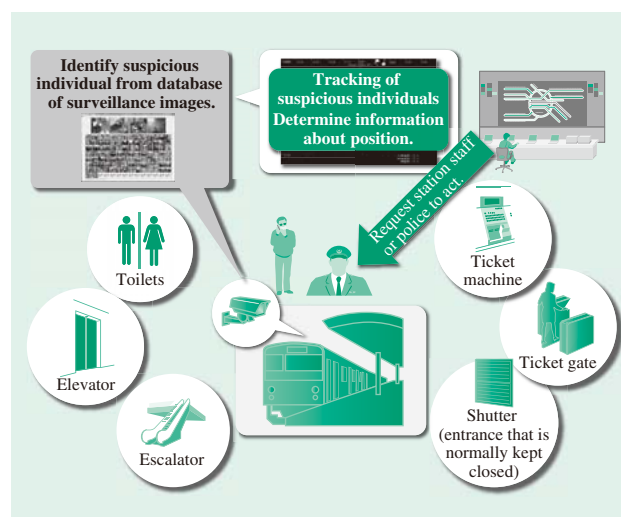 Identify suspicious
individual from database
of surveillance images.
Tracking of
suspicious individuals
Determine information
about position.
Request station staff
or police to act.
Toilets
Elevator
Escalator
Ticket
machine
Ticket gate
Shutter
(entrance that is
normally kept
closed)